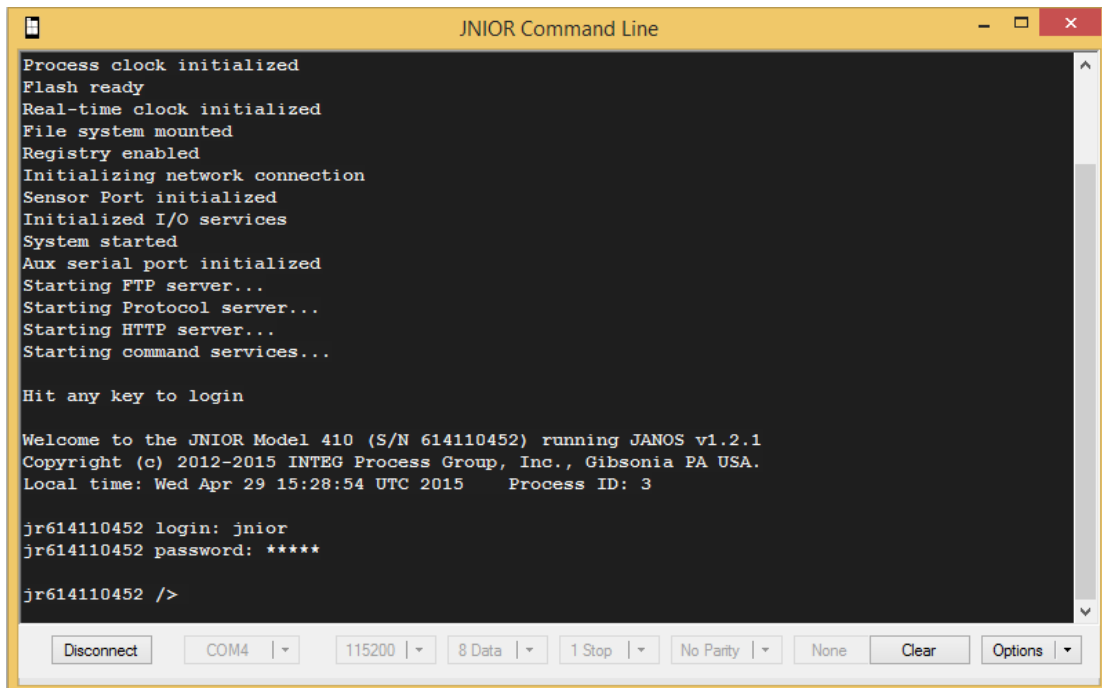 JNIOR Command Line
Process clock initialized
Flash ready
Real-time clock initialized
File system mounted
Registry enabled
Initializing network connection
Sensor Port initialized
Initialized I/O services
System started
Aux serial port initialized
Starting FTP server...
Starting Protocol server...
Starting HTTP server...
Starting command services...
Hit any key to login
Welcome to the JNIOR Model 410 (S/N 614110452) running JANOS v1.2.1
Copyright (c) 2012-2015 INTEG Process Group, Inc., Gibsonia PA USA.
Local time: Wed Apr 29 15:28:54 UTC 2015    Process ID: 3
jr614110452 login: jnior
jr614110452 password: *****
jr614110452 />
Disconnect COM4 115200 8 Data 1 Stop No Parity None Clear Options